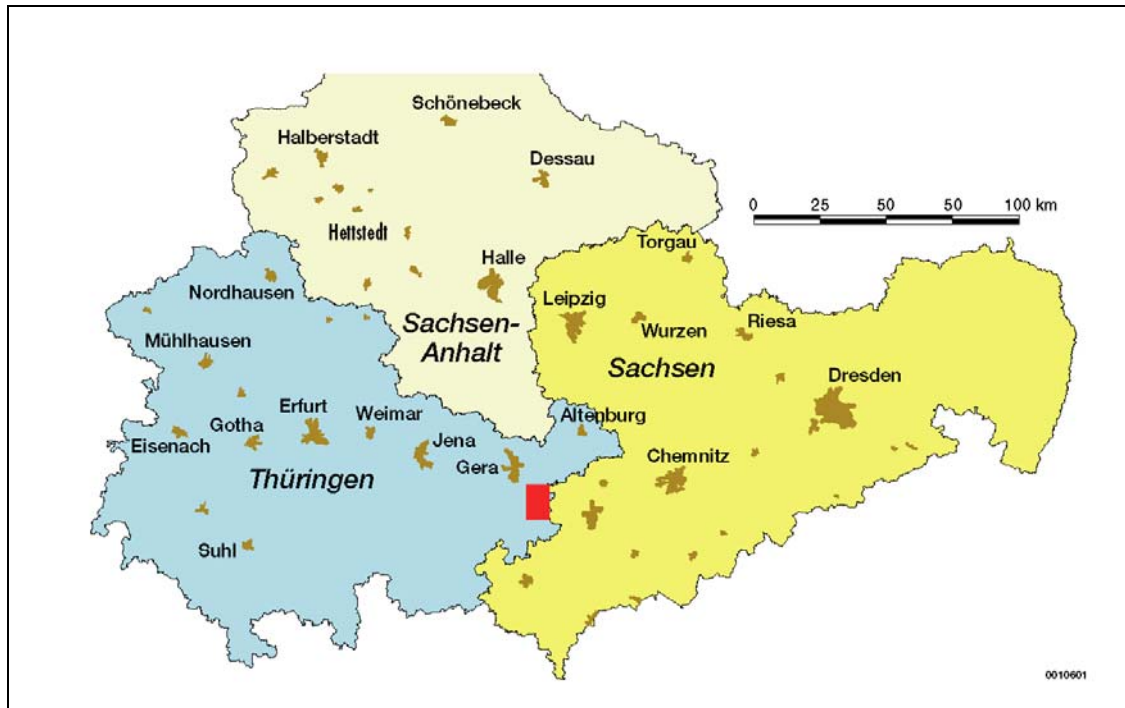 Schönebeck
Halberstadt
Dessau
0 25 50 50 100 km
Hettstedt
Torgau
Halle
Nordhausen
Leipzig
Wurzen
Riesa
Sachsen-
Anhalt
Mühlhausen
Sachsen
Dresden
Erfurt
Weimar
Altenburg
Gotha
Eisenach
Jena
Chemnitz
Gera
Thüringen
Suhl
0010601